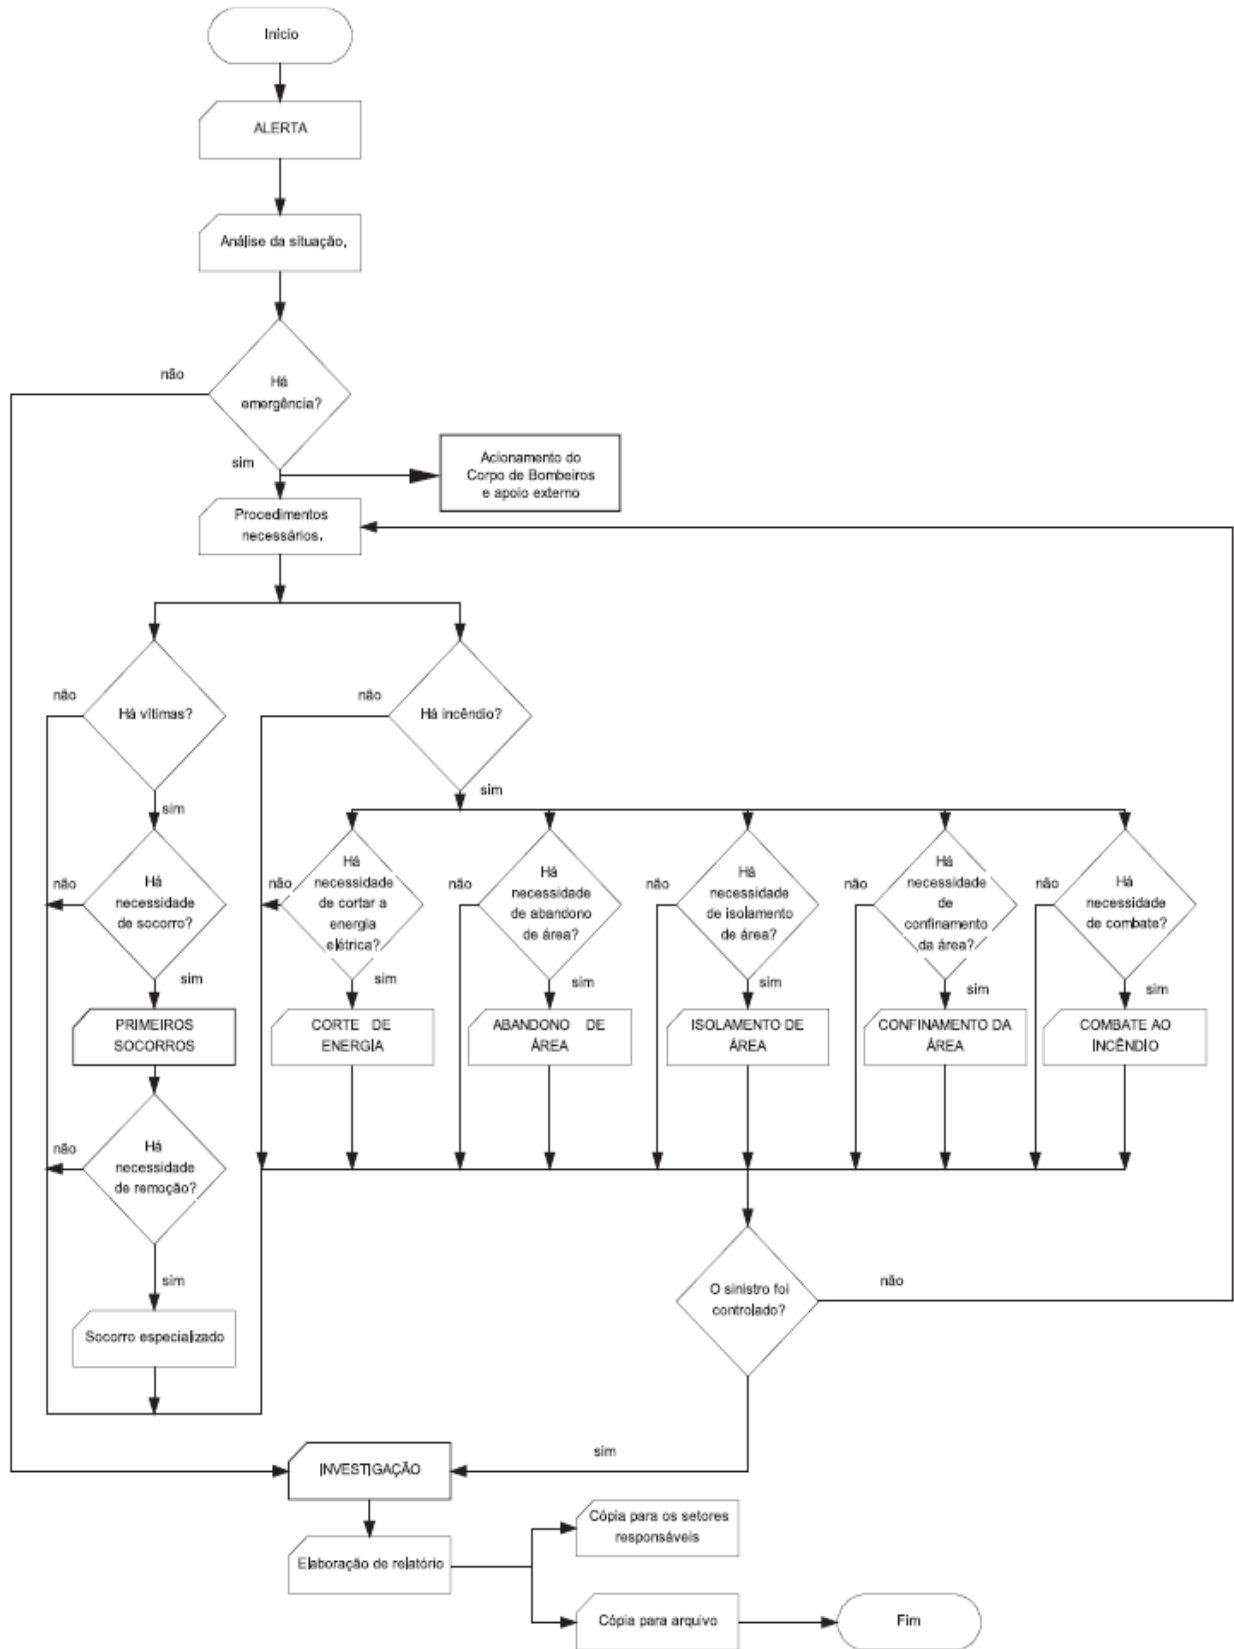 Início
ALERTA
Análise da situação.
não
Há
emergência?
sim
Acionamento do
Corpo de Bombeiros
e apoio externo
Procedimentos
necessários.
não
Há vítimas?
não
Há incêndio?
sim
sim
não
Há
necessidade
de socorro?
não
Há
necessidade
de cortar a
energia
elétrica?
não
Há
necessidade
de abandono
de área?
não
Há
necessidade
de isolamento
de área?
não
Há
necessidade
de
confinamento
da área?
não
Há
necessidade
de combate?
sim
sim
sim
sim
sim
sim
PRIMEIROS
SOCORROS
CORTE DE
ENERGIA
ABANDONO DE
ÁREA
ISOLAMENTO DE
ÁREA
CONFINAMENTO DA
ÁREA
COMBATE AO
INCÊNDIO
não
Há
necessidade
de remoção?
sim
O sinistro foi
controlado?
não
Socorro especializado
sim
INVESTIGAÇÃO
Elaboração de relatório
Cópia para os setores
responsáveis
Cópia para arquivo
Fim